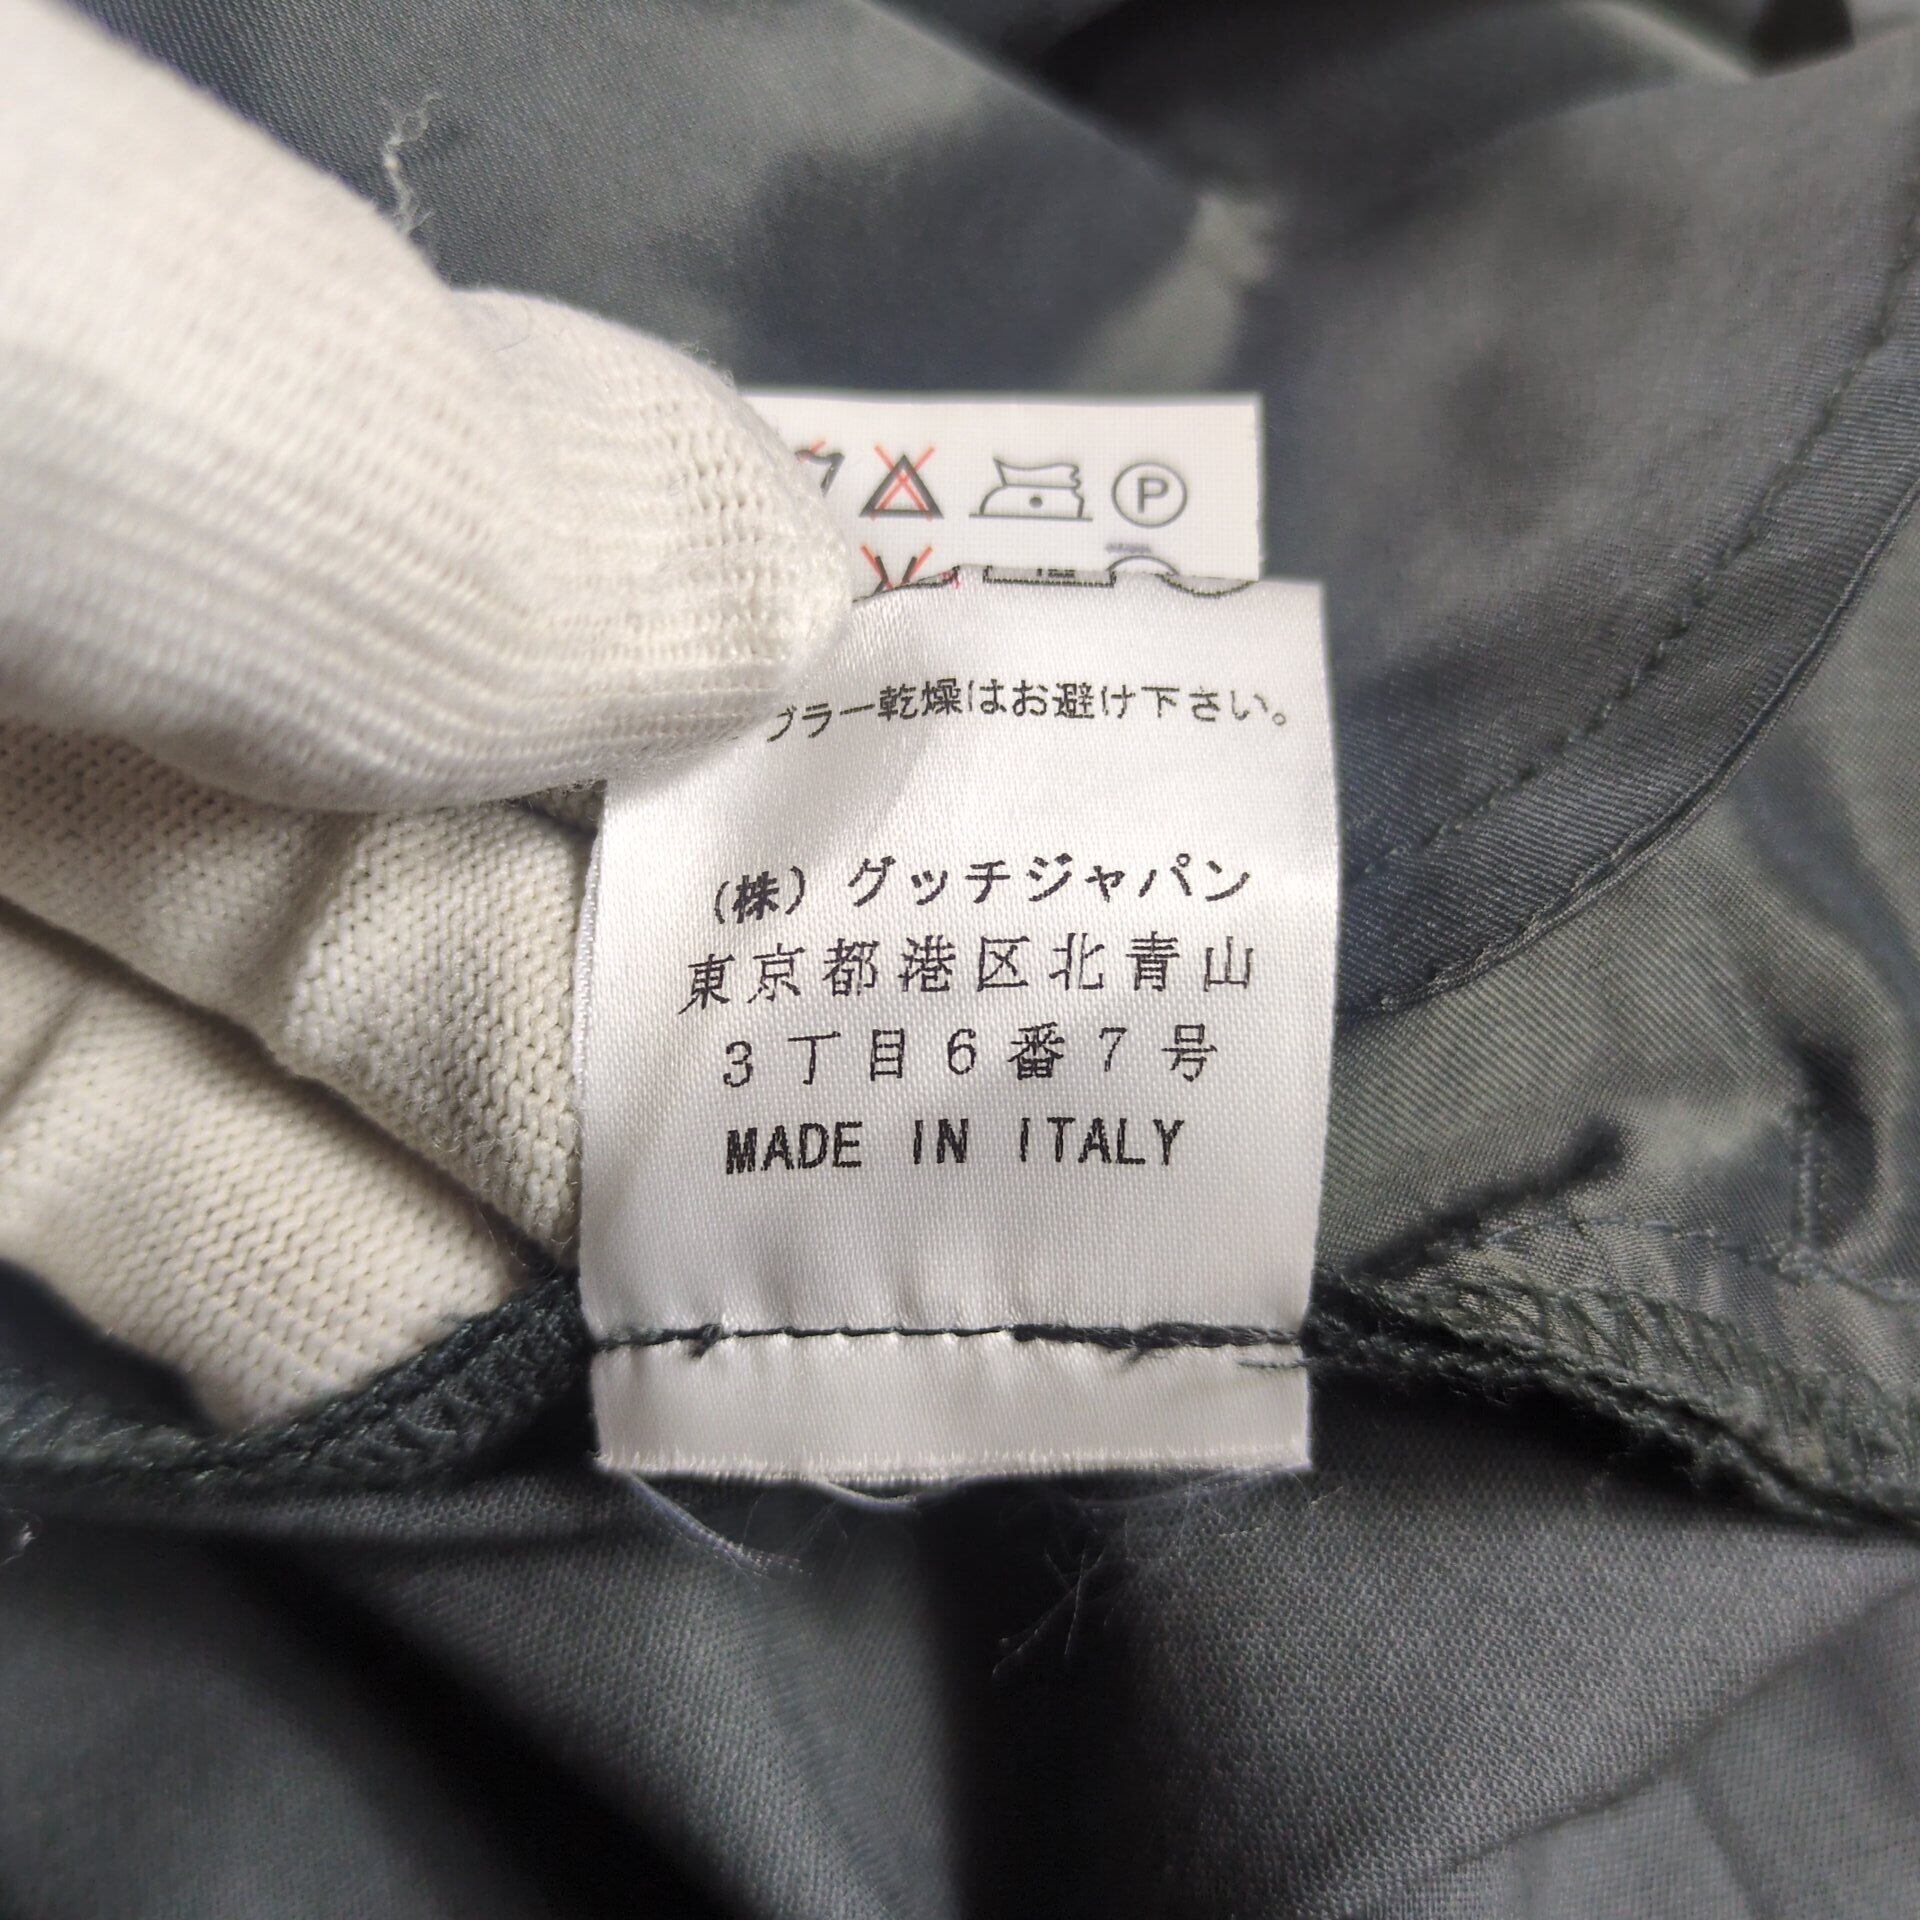 P
ブラー乾燥はお避け下さい。
(株) グッチジャパン
東京都港区北青山
3丁目6番7号
MADE IN ITALY